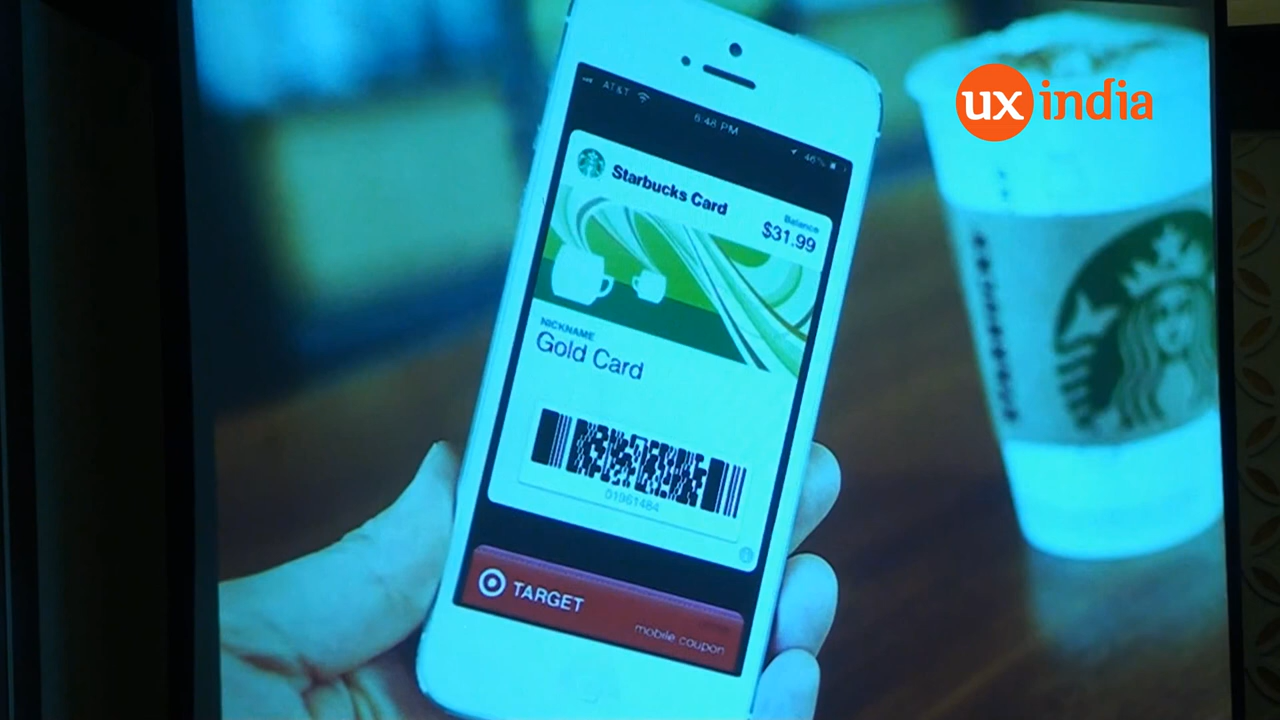 ux india
AT&T
6:46 PM
46%
Starbucks Card
Balance
$31.99
NICKNAME
Gold Card
01961484
TARGET
mobile coupon